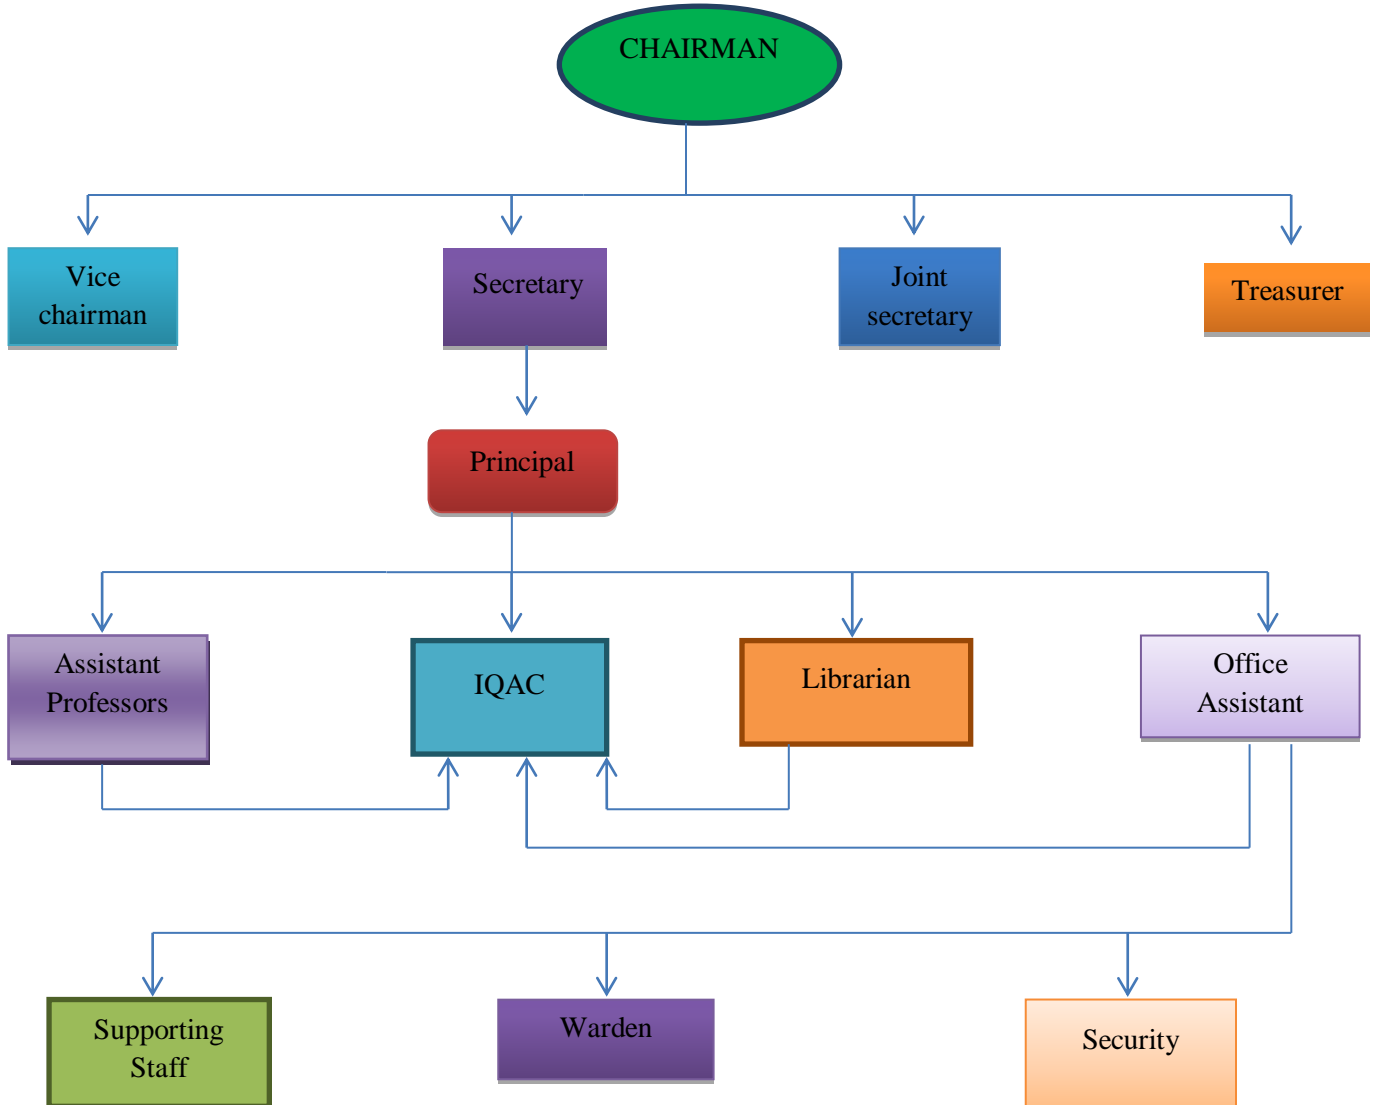 CHAIRMAN
Vice
chairman
Secretary
Joint
secretary
Treasurer
Principal
Assistant
Professors
IQAC
Librarian
Office
Assistant
Supporting
Staff
Warden
Security